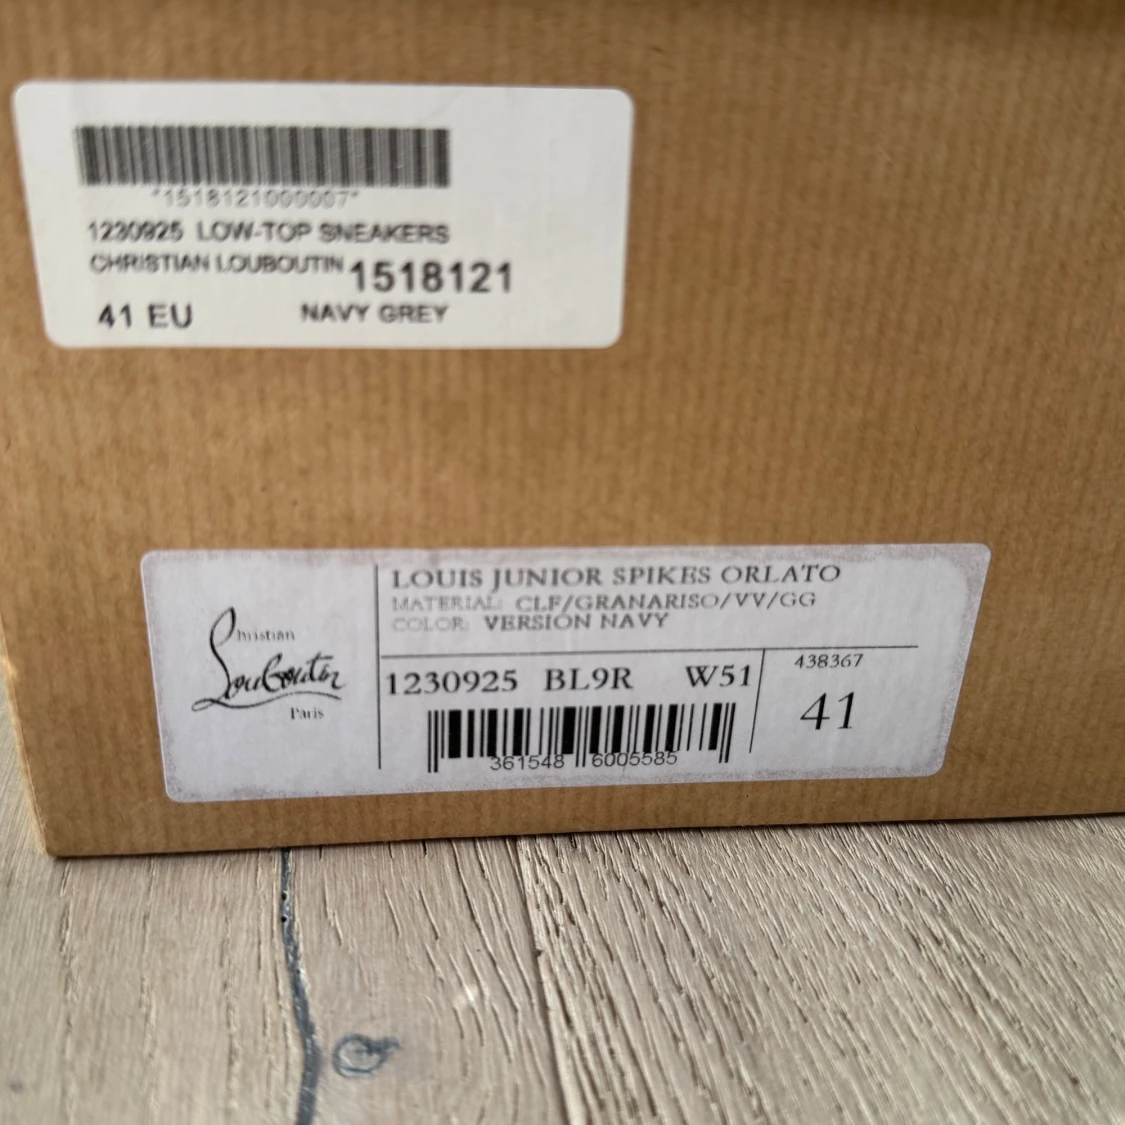 *1518121000007*
1230925 LOW-TOP SNEAKERS
CHRISTIAN LOUBOUTIN 1518121
41 EU NAVY GREY
Christian
Louboutin
Paris
LOUIS JUNIOR SPIKES ORLATO
MATERIAL: CLF/GRANARISO/VV/GG
COLOR: VERSION NAVY
1230925 BL9R W51
361548 6005585
438367
41